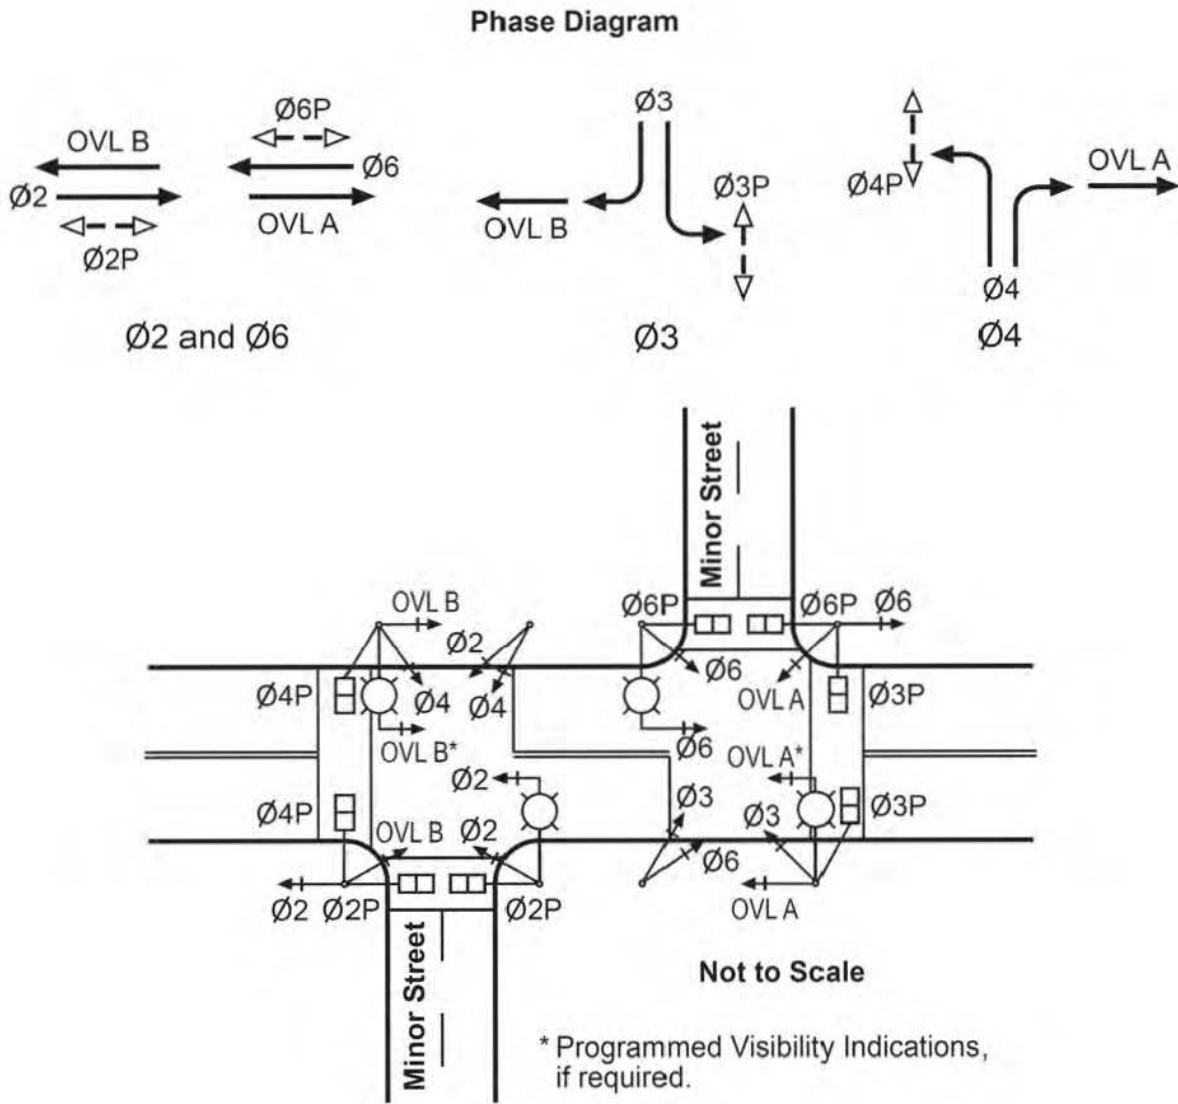 Phase Diagram
Ø6P
Ø3
OVL B
Ø6
Ø3P
Ø4P
OVL A
Ø2
OVL A
OVL B
Ø2P
Ø4
Ø2 and Ø6
Ø3
Ø4
Minor Street
OVL B
Ø6P
Ø6P
Ø6
Ø2
Ø6
Ø4P
Ø4
Ø4
OVL A
Ø3P
OVL B*
Ø6
OVL A*
Ø2
Ø4P
Ø3
Ø3
Ø3P
OVL B
Ø2
Ø6
Ø2
Ø2P
Ø2P
OVL A
Minor Street
Not to Scale
* Programmed Visibility Indications,
if required.